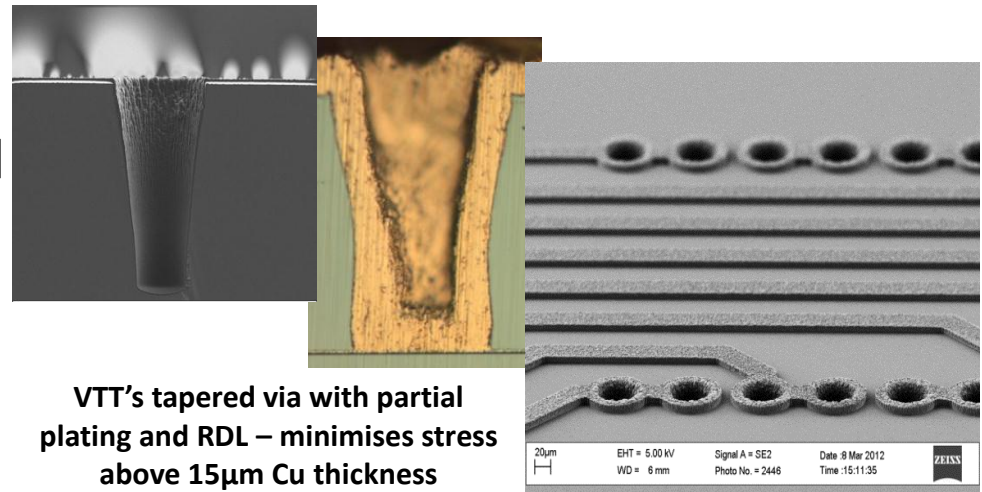 VTT’s tapered via with partial
plating and RDL – minimises stress
above 15µm Cu thickness
20µm
EHT = 5.00 kV
WD = 6 mm
Signal A = SE2
Photo No. = 2446
Date :8 Mar 2012
Time :15:11:35
ZEISS